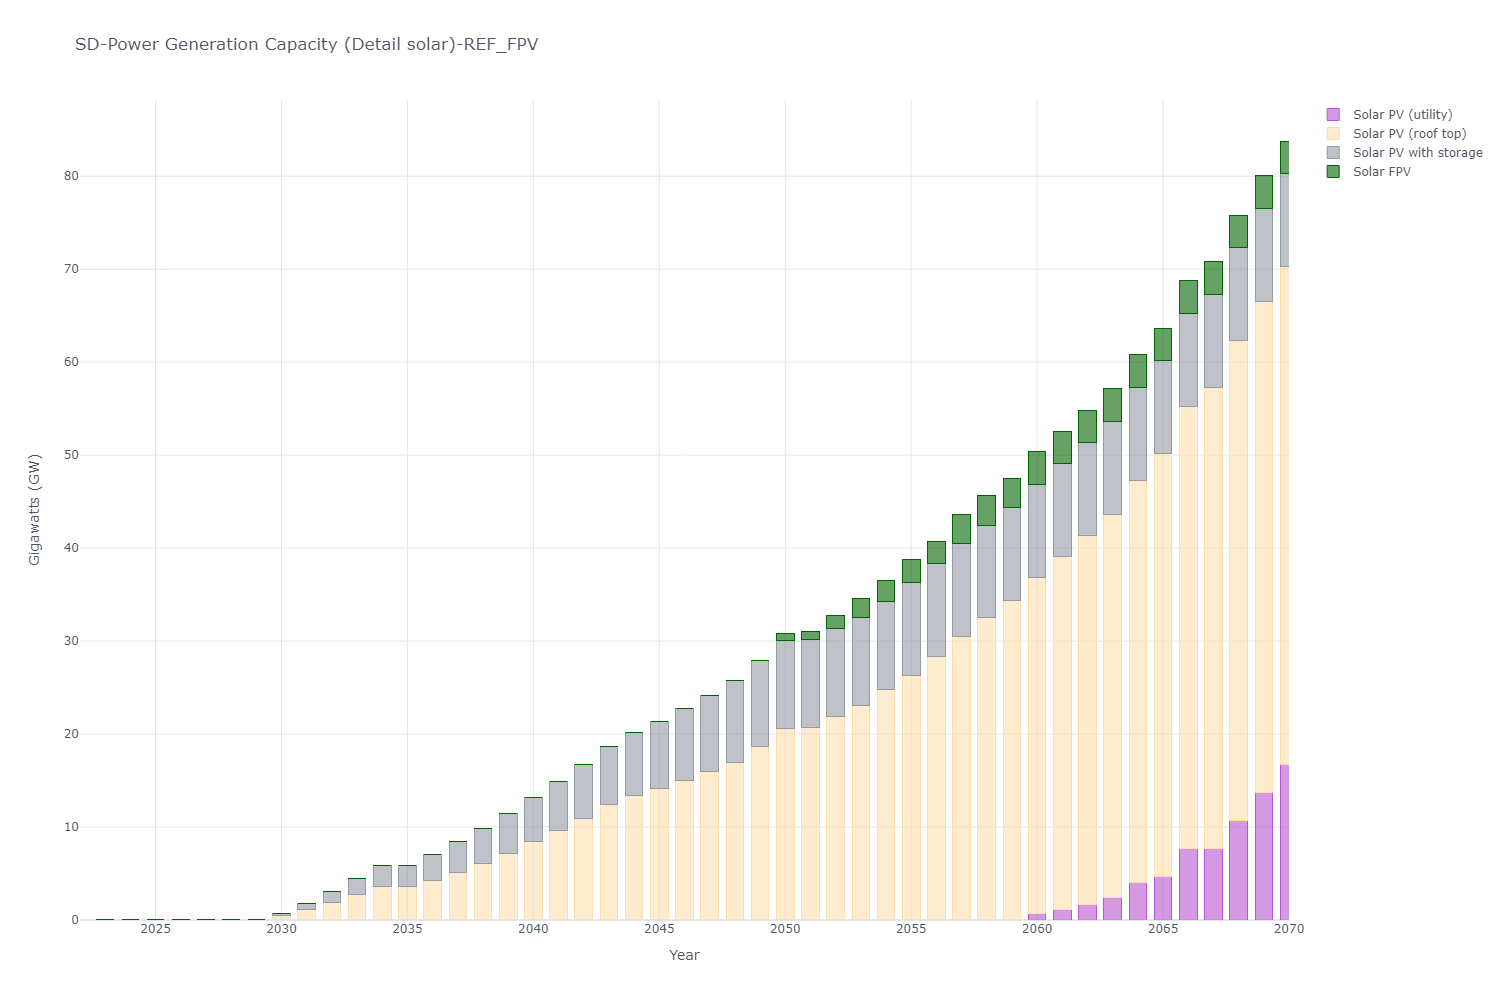 SD-Power Generation Capacity (Detail solar)-REF_FPV
Solar PV (utility)
Solar PV (roof top)
Solar PV with storage
Solar FPV
80
70
60
50
40
30
20
10
0
Gigawatts (GW)
2025
2030
2035
2040
2045
2050
2055
2060
2065
2070
Year